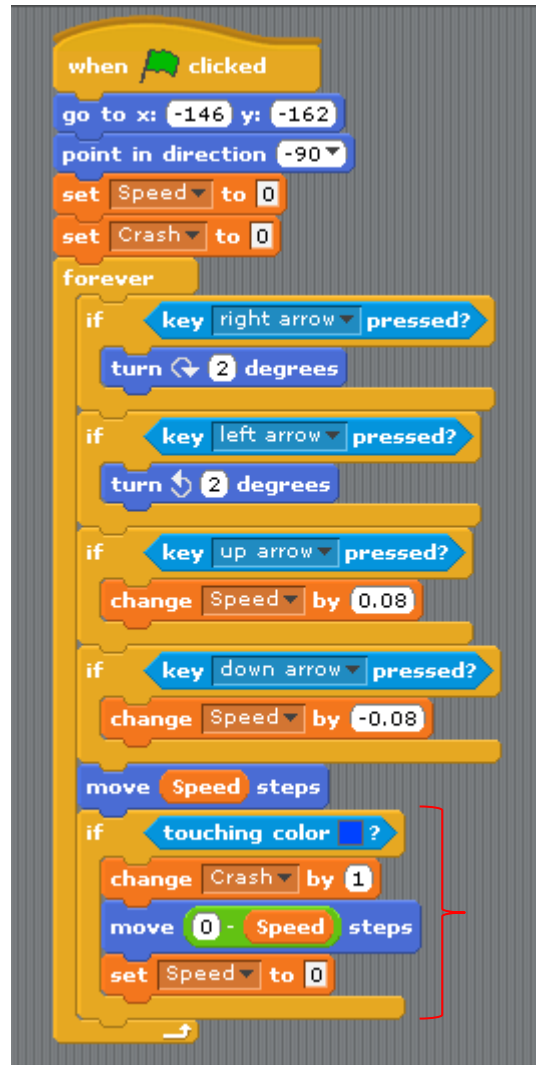 when clicked
go to x: -146 y: -162
point in direction -90
set Speed to 0
set Crash to 0
forever
if key right arrow pressed?
turn 2 degrees
if key left arrow pressed?
turn 2 degrees
if key up arrow pressed?
change Speed by 0.08
if key down arrow pressed?
change Speed by -0.08
move Speed steps
if touching color ?
change Crash by 1
move 0 - Speed steps
set Speed to 0